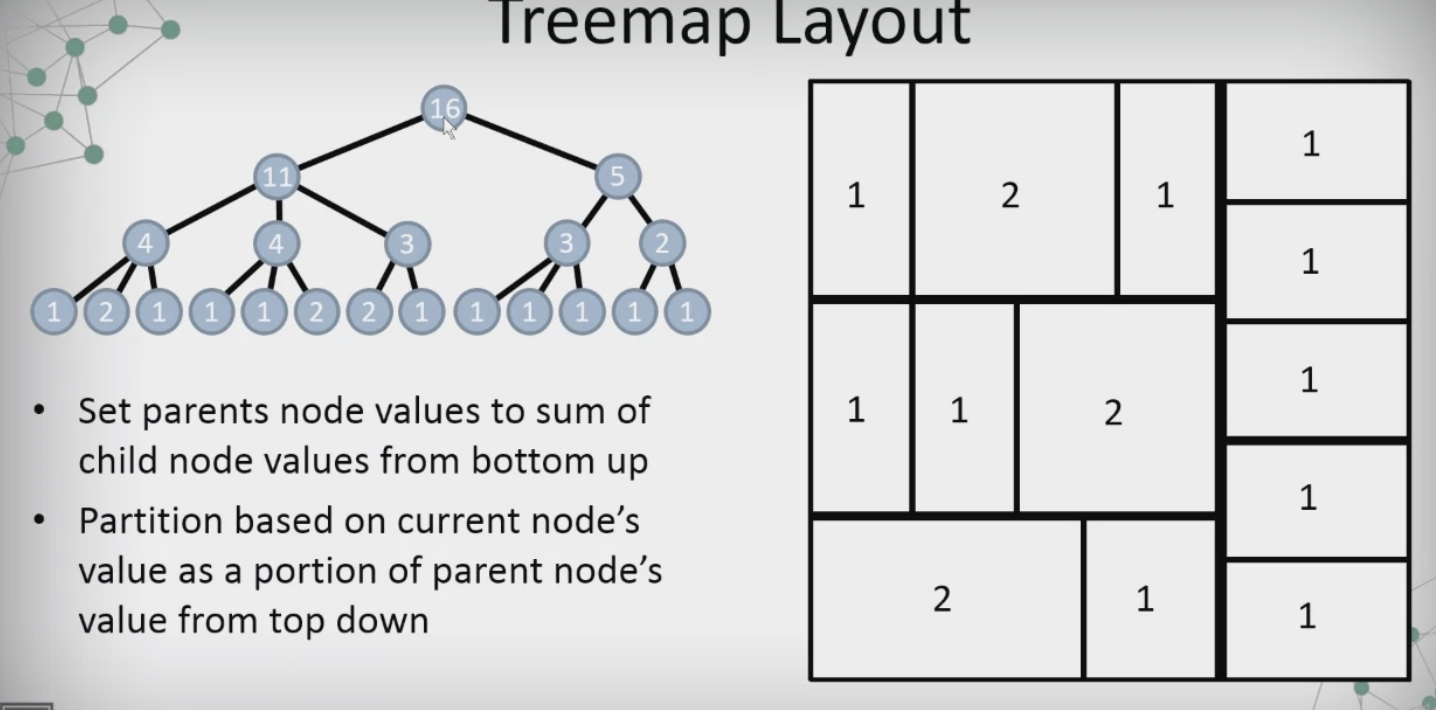 Treemap Layout
16
11 5
4 4 3 3 2
1 2 1 1 1 2 2 1 1 1 1 1 1
• Set parents node values to sum of
child node values from bottom up
• Partition based on current node’s
value as a portion of parent node’s
value from top down
1 2 1
1 1 2
2 1
1
1
1
1
1